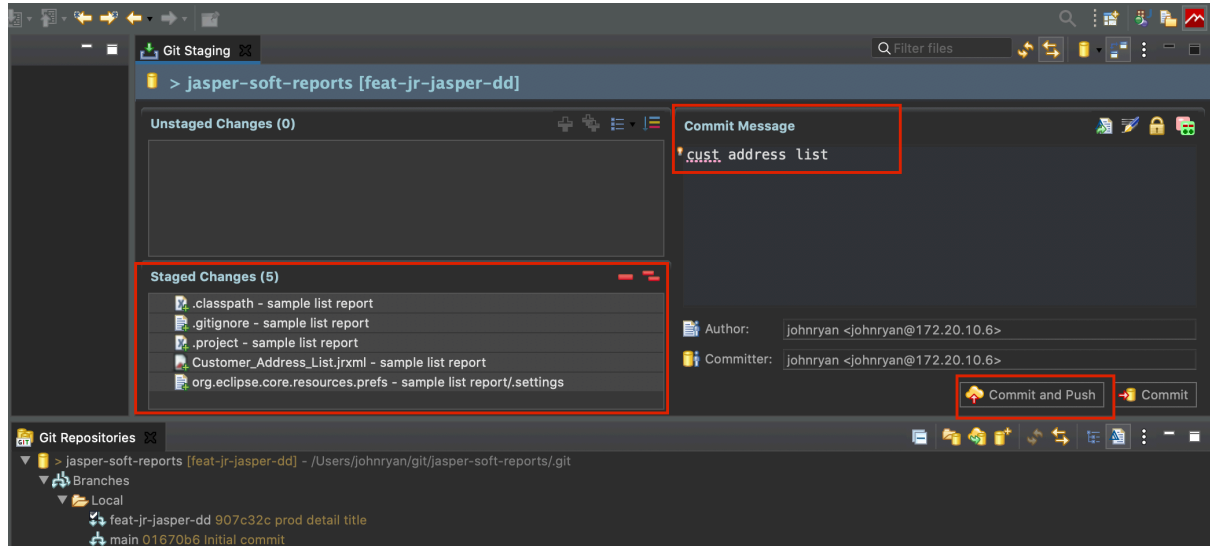 Git Staging
Filter files
> jasper-soft-reports [feat-jr-jasper-dd]
Unstaged Changes (0)
Commit Message
cust address list
Staged Changes (5)
.classpath - sample list report
.gitignore - sample list report
.project - sample list report
Customer_Address_List.jrxml - sample list report
org.eclipse.core.resources.prefs - sample list report/.settings
Author:
johnryan <johnryan@172.20.10.6>
Committer:
johnryan <johnryan@172.20.10.6>
Commit and Push
Commit
GIT
Git Repositories
> jasper-soft-reports [feat-jr-jasper-dd] - /Users/johnryan/git/jasper-soft-reports/.git
Branches
Local
feat-jr-jasper-dd 907c32c prod detail title
main 01670b6 Initial commit